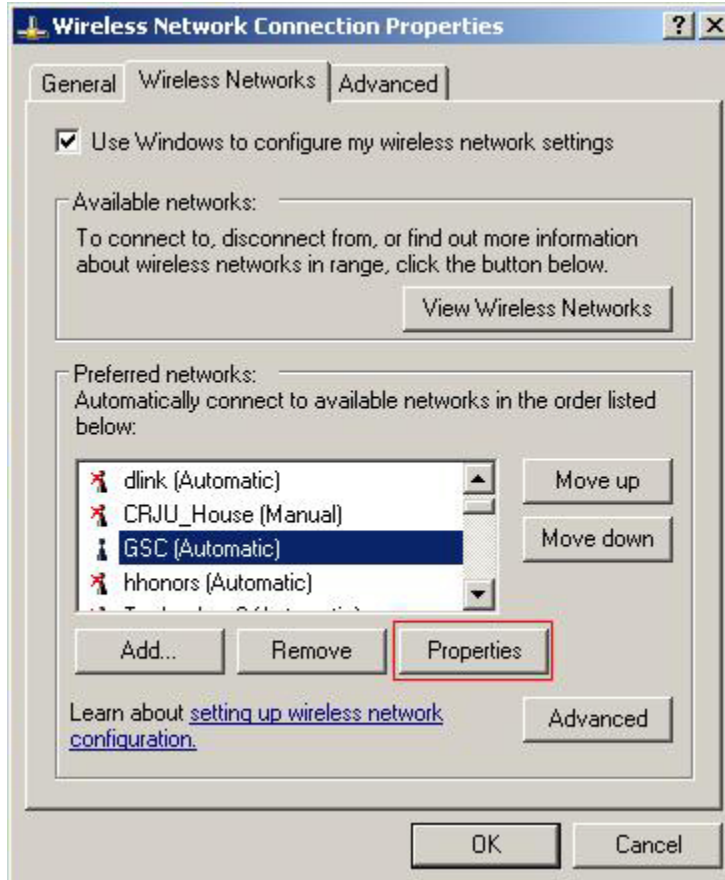 Wireless Network Connection Properties
General Wireless Networks Advanced
Use Windows to configure my wireless network settings
Available networks:
To connect to, disconnect from, or find out more information
about wireless networks in range, click the button below.
View Wireless Networks
Preferred networks:
Automatically connect to available networks in the order listed
below:
dlink (Automatic)
Move up
CRJU_House (Manual)
GSC (Automatic)
Move down
hhonors (Automatic)
Add... Remove Properties
Learn about setting up wireless network
configuration.
Advanced
OK Cancel